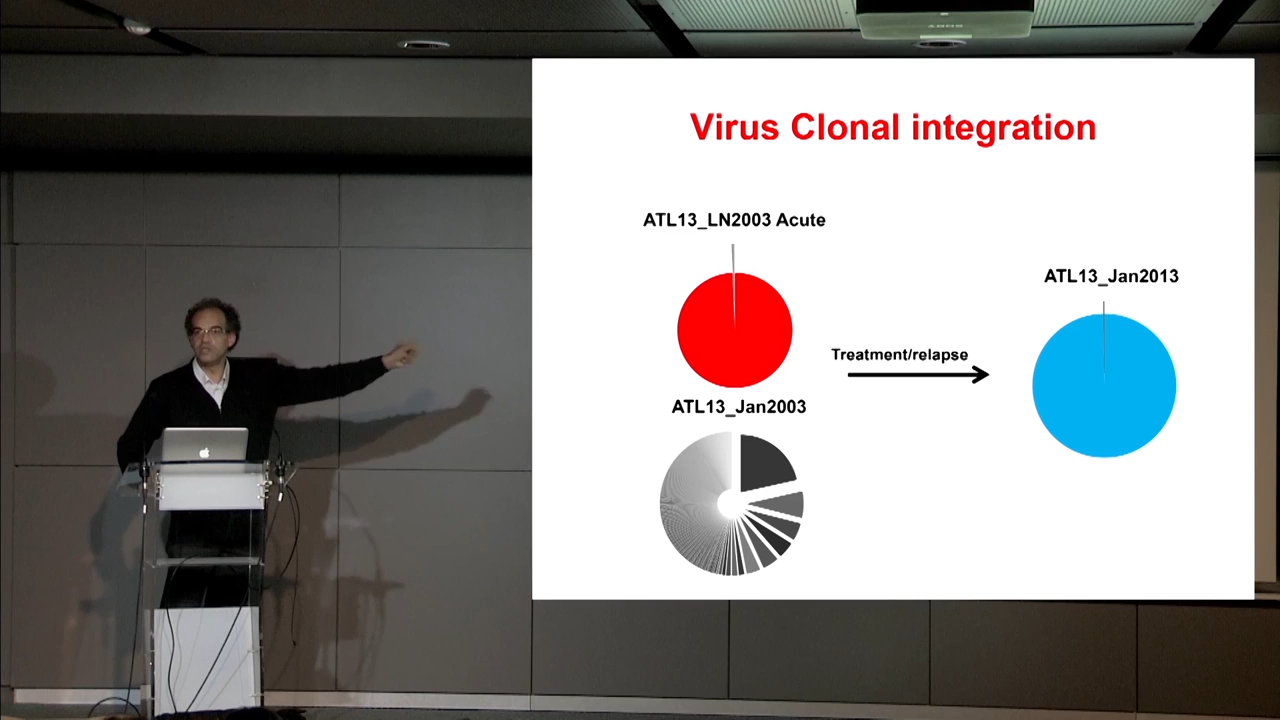 Virus Clonal integration
ATL13_LN2003 Acute
ATL13_Jan2013
Treatment/relapse
ATL13_Jan2003